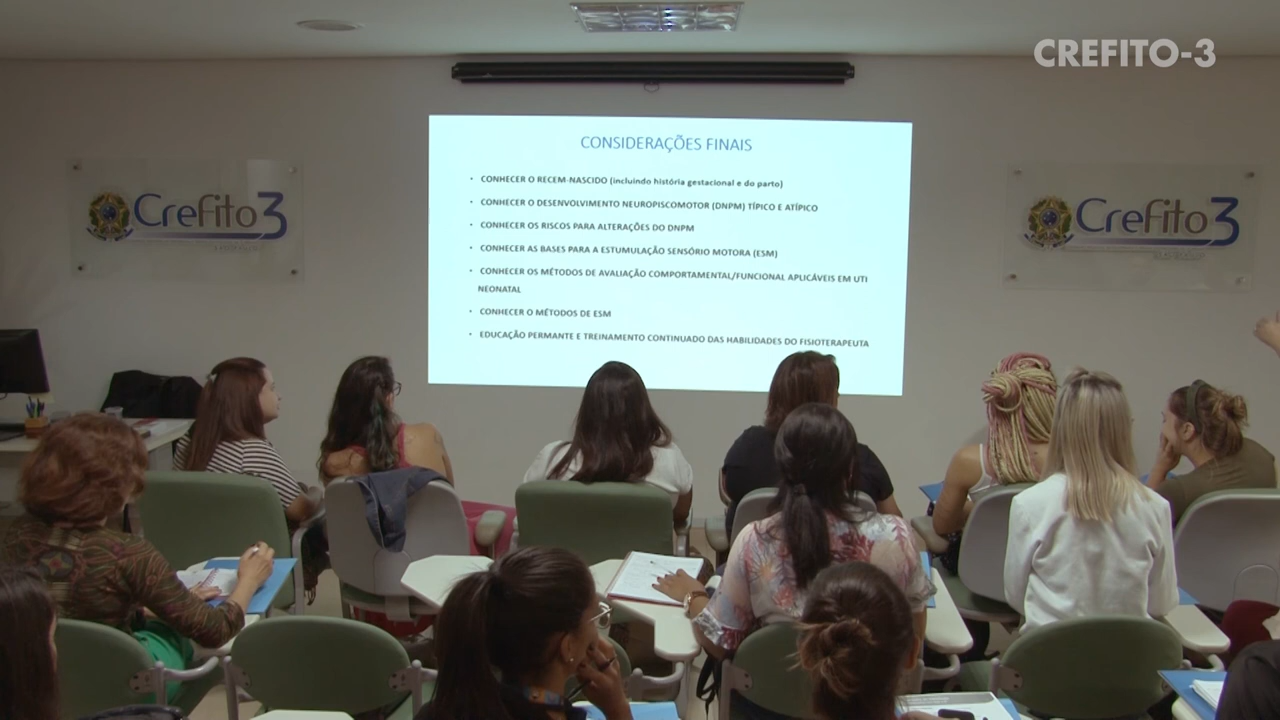 CREFITO-3
CONSIDERAÇÕES FINAIS
• CONHECER O RECEM-NASCIDO (incluindo história gestacional e do parto)
• CONHECER O DESENVOLVIMENTO NEUROPISCOMOTOR (DNPM) TÍPICO E ATÍPICO
• CONHECER OS RISCOS PARA ALTERAÇÕES DO DNPM
• CONHECER AS BASES PARA A ESTUMULAÇÃO SENSÓRIO MOTORA (ESM)
• CONHECER OS MÉTODOS DE AVALIAÇÃO COMPORTAMENTAL/FUNCIONAL APLICÁVEIS EM UTI
NEONATAL
• CONHECER O MÉTODOS DE ESM
• EDUCAÇÃO PERMANTE E TREINAMENTO CONTINUADO DAS HABILIDADES DO FISIOTERAPEUTA
CreFito3
CreFito3